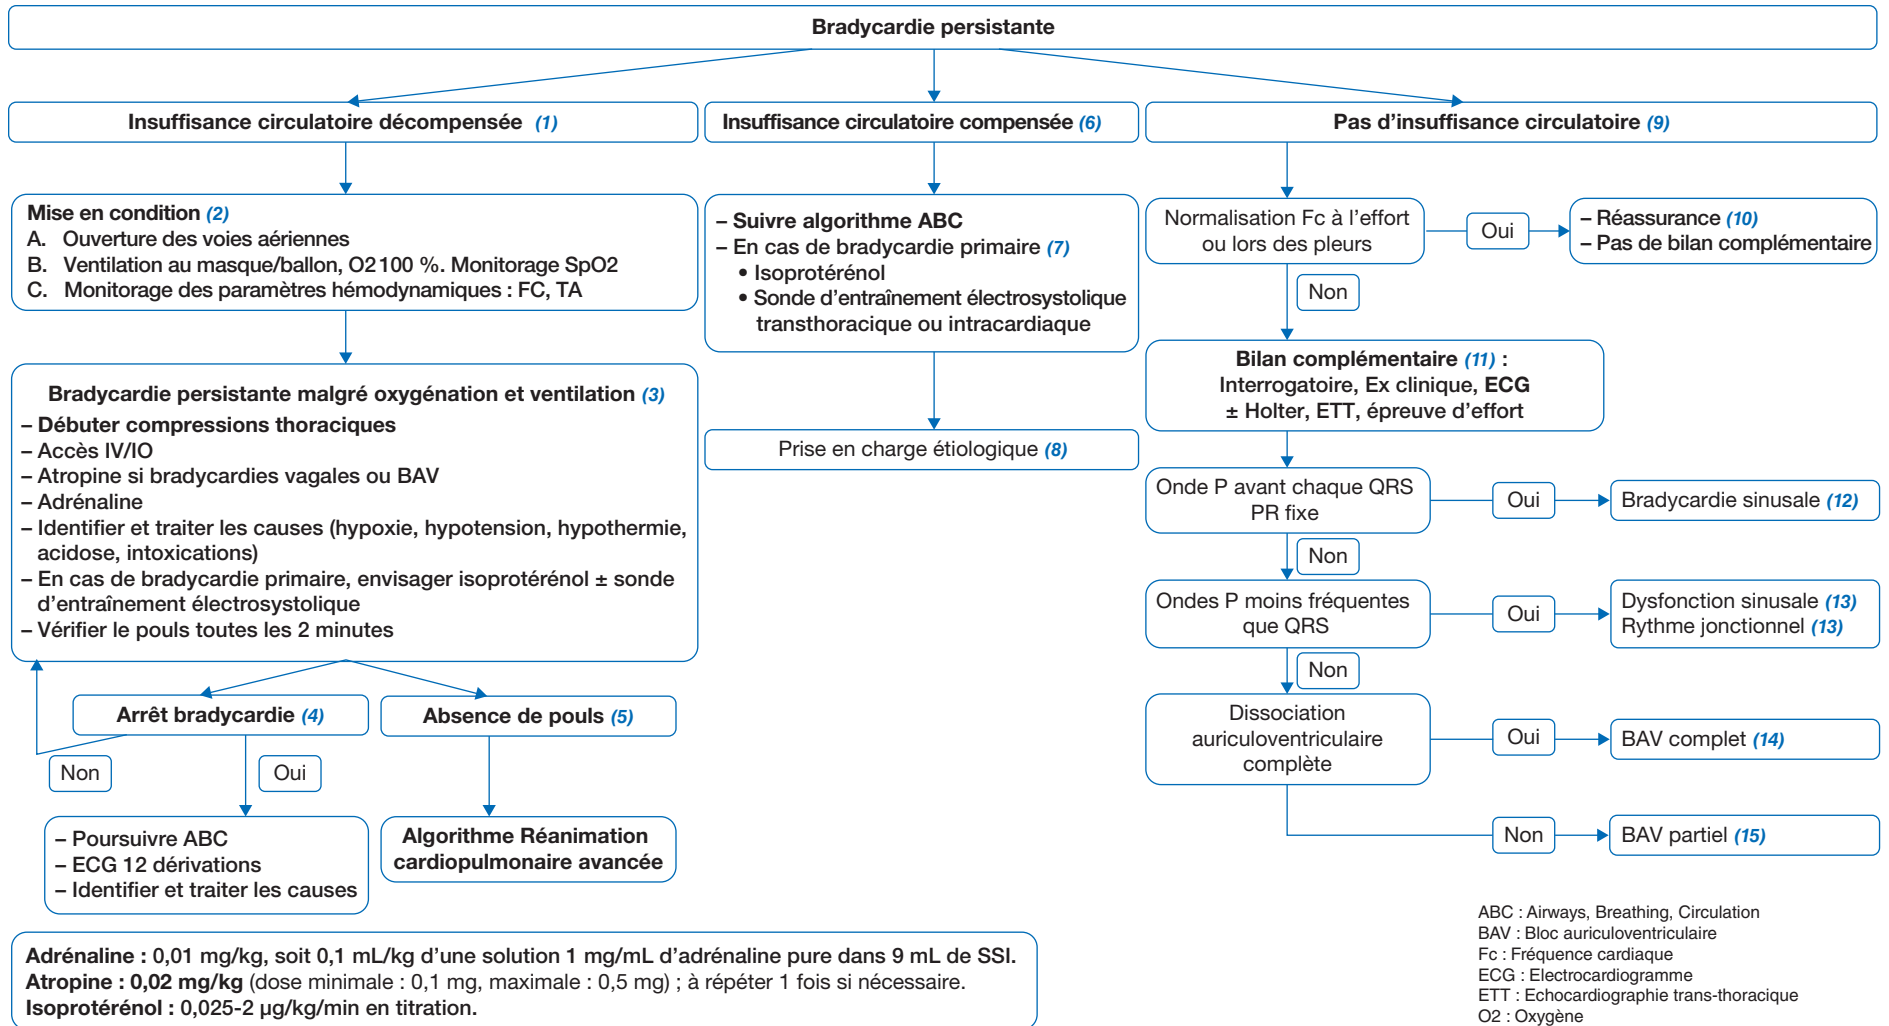 Bradycardie persistante
Insuffisance circulatoire décompensée (1)
Mise en condition (2)
A. Ouverture des voies aériennes
B. Ventilation au masque/ballon, O2 100 %. Monitorage SpO2
C. Monitorage des paramètres hémodynamiques : FC, TA
Bradycardie persistante malgré oxygénation et ventilation (3)
– Débuter compressions thoraciques
– Accès IV/IO
– Atropine si bradycardies vagales ou BAV
– Adrénaline
– Identifier et traiter les causes (hypoxie, hypotension, hypothermie,
acidose, intoxications)
– En cas de bradycardie primaire, envisager isoprotérénol ± sonde
d'entraînement électrosystolique
– Vérifier le pouls toutes les 2 minutes
Arrêt bradycardie (4)
Non
Oui
– Poursuivre ABC
– ECG 12 dérivations
– Identifier et traiter les causes
Absence de pouls (5)
Algorithme Réanimation
cardiopulmonaire avancée
Insuffisance circulatoire compensée (6)
– Suivre algorithme ABC
– En cas de bradycardie primaire (7)
• Isoprotérénol
• Sonde d'entraînement électrosystolique
transthoracique ou intracardiaque
Prise en charge étiologique (8)
Pas d'insuffisance circulatoire (9)
Normalisation Fc à l'effort
ou lors des pleurs
Oui
– Réassurance (10)
– Pas de bilan complémentaire
Non
Bilan complémentaire (11) :
Interrogatoire, Ex clinique, ECG
± Holter, ETT, épreuve d'effort
Onde P avant chaque QRS
PR fixe
Oui
Bradycardie sinusale (12)
Non
Ondes P moins fréquentes
que QRS
Oui
Dysfonction sinusale (13)
Rythme jonctionnel (13)
Non
Dissociation
auriculoventriculaire
complète
Oui
BAV complet (14)
Non
BAV partiel (15)
Adrénaline : 0,01 mg/kg, soit 0,1 mL/kg d'une solution 1 mg/mL d'adrénaline pure dans 9 mL de SSI.
Atropine : 0,02 mg/kg (dose minimale : 0,1 mg, maximale : 0,5 mg) ; à répéter 1 fois si nécessaire.
Isoprotérénol : 0,025-2 µg/kg/min en titration.
ABC : Airways, Breathing, Circulation
BAV : Bloc auriculoventriculaire
Fc : Fréquence cardiaque
ECG : Electrocardiogramme
ETT : Echocardiographie trans-thoracique
O2 : Oxygène